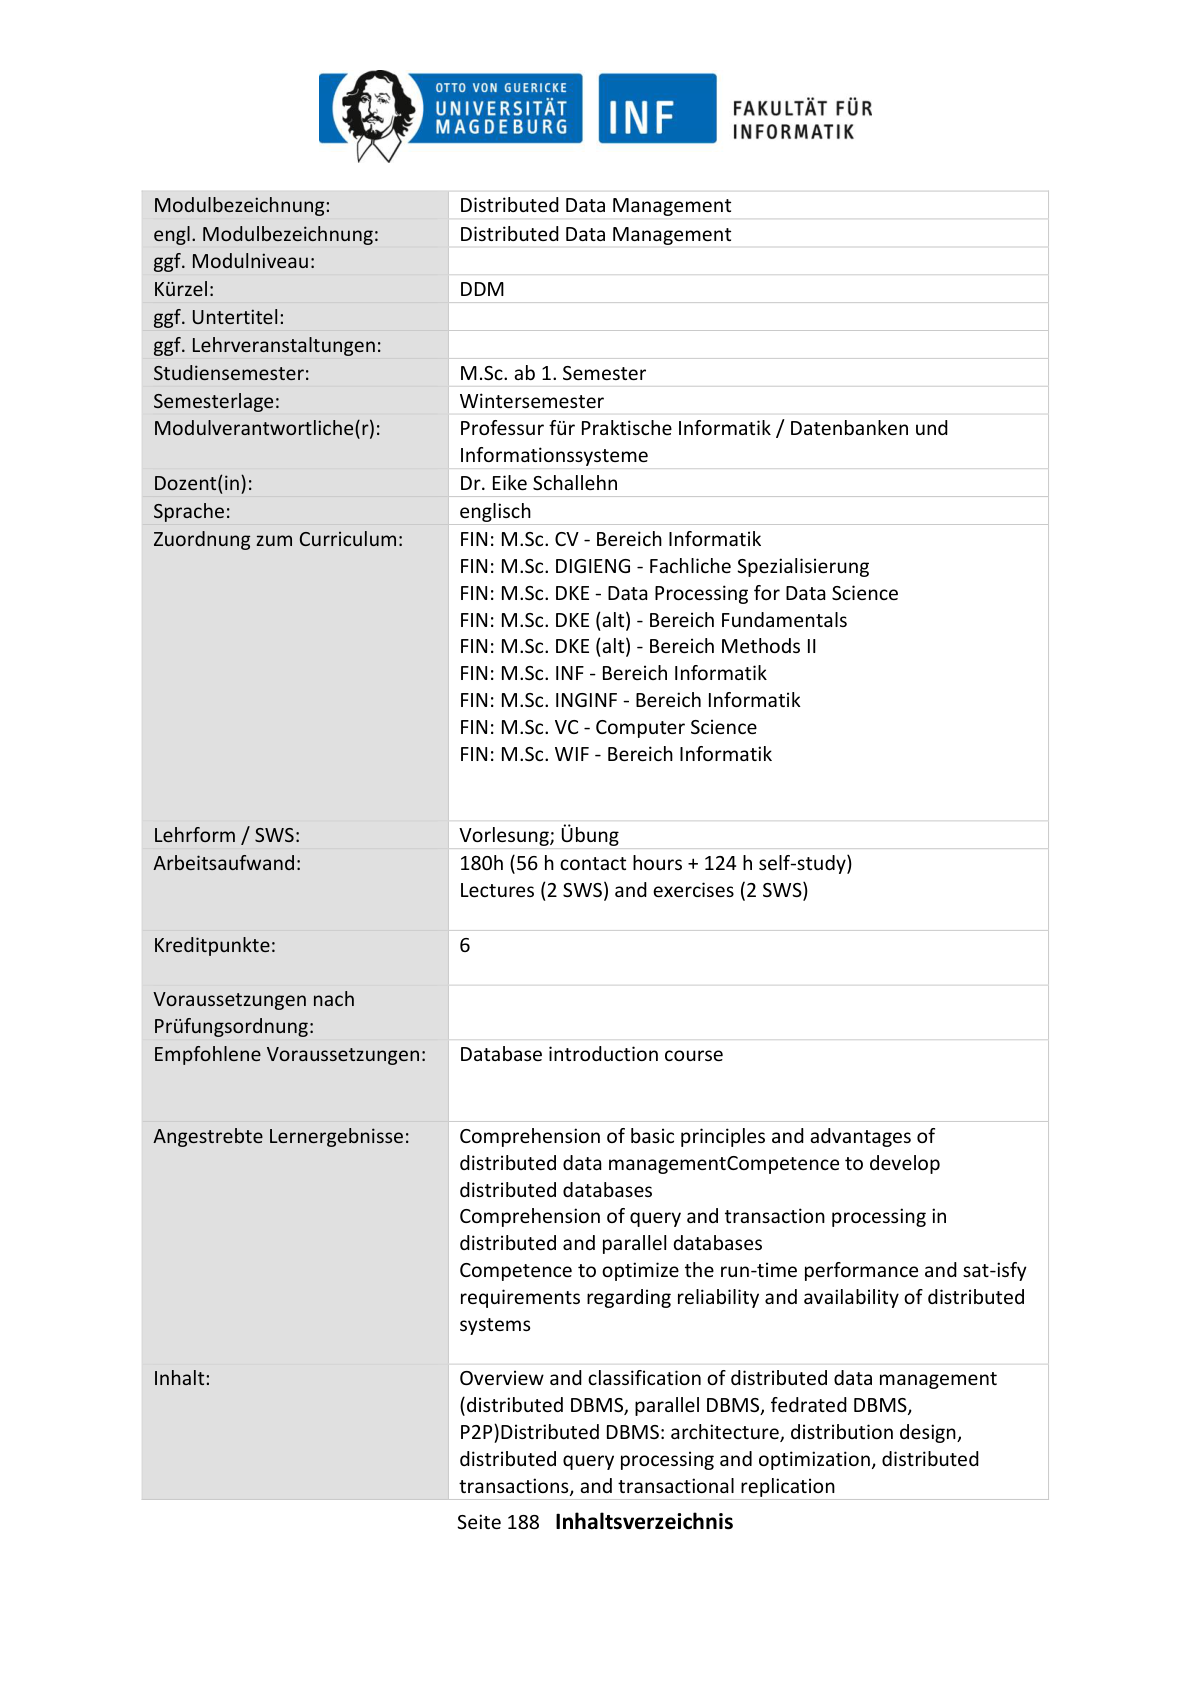 OTTO VON GUERICKE
UNIVERSITÄT
MAGDEBURG
INF
FAKULTÄT FÜR
INFORMATIK
Modulbezeichnung: Distributed Data Management
engl. Modulbezeichnung: Distributed Data Management
ggf. Modulniveau:
Kürzel: DDM
ggf. Untertitel:
ggf. Lehrveranstaltungen:
Studiensemester: M.Sc. ab 1. Semester
Semesterlage: Wintersemester
Modulverantwortliche(r): Professur für Praktische Informatik / Datenbanken und
Informationssysteme
Dozent(in): Dr. Eike Schallehn
Sprache: englisch
Zuordnung zum Curriculum: FIN: M.Sc. CV - Bereich Informatik
FIN: M.Sc. DIGIENG - Fachliche Spezialisierung
FIN: M.Sc. DKE - Data Processing for Data Science
FIN: M.Sc. DKE (alt) - Bereich Fundamentals
FIN: M.Sc. DKE (alt) - Bereich Methods II
FIN: M.Sc. INF - Bereich Informatik
FIN: M.Sc. INGINF - Bereich Informatik
FIN: M.Sc. VC - Computer Science
FIN: M.Sc. WIF - Bereich Informatik
Lehrform / SWS: Vorlesung; Übung
Arbeitsaufwand: 180h (56 h contact hours + 124 h self-study)
Lectures (2 SWS) and exercises (2 SWS)
Kreditpunkte: 6
Voraussetzungen nach
Prüfungsordnung:
Empfohlene Voraussetzungen: Database introduction course
Angestrebte Lernergebnisse: Comprehension of basic principles and advantages of
distributed data managementCompetence to develop
distributed databases
Comprehension of query and transaction processing in
distributed and parallel databases
Competence to optimize the run-time performance and sat-isfy
requirements regarding reliability and availability of distributed
systems
Inhalt: Overview and classification of distributed data management
(distributed DBMS, parallel DBMS, fedrated DBMS,
P2P)Distributed DBMS: architecture, distribution design,
distributed query processing and optimization, distributed
transactions, and transactional replication
Seite 188 Inhaltsverzeichnis